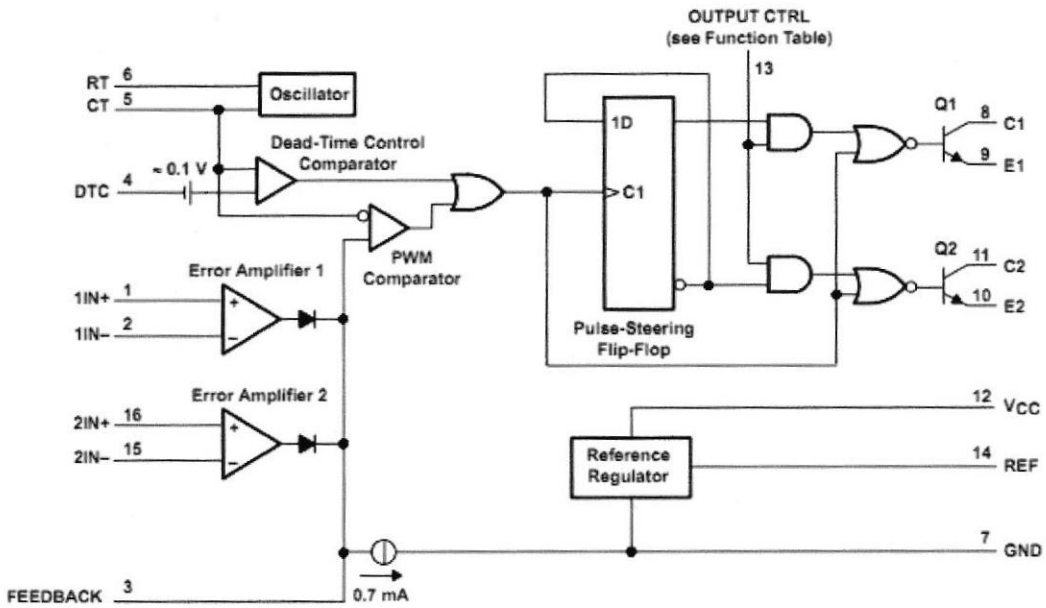 OUTPUT CTRL
(see Function Table)
13
RT 6
CT 5
Oscillator
Dead-Time Control
Comparator
≈ 0.1 V
DTC 4
PWM
Comparator
1D
C1
Pulse-Steering
Flip-Flop
Q1
8 C1
9 E1
Q2
11 C2
10 E2
Error Amplifier 1
1IN+ 1
1IN– 2
+
–
Error Amplifier 2
2IN+ 16
2IN– 15
+
–
12 VCC
Reference
Regulator
14 REF
7 GND
0.7 mA
FEEDBACK 3